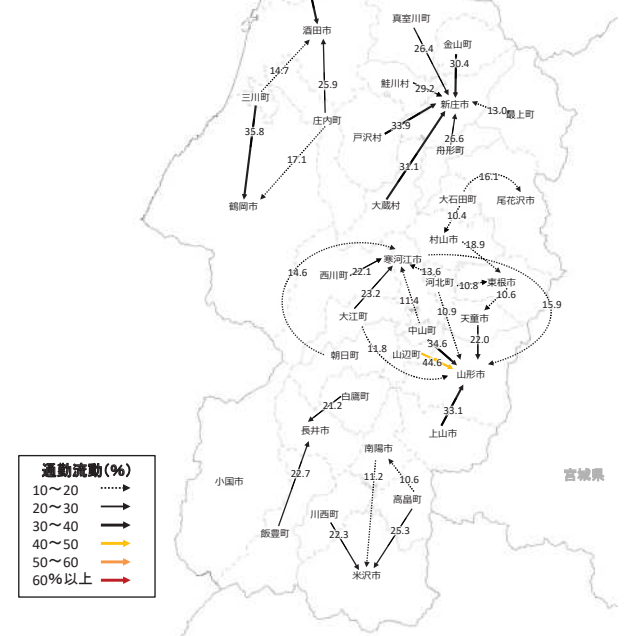 真室川町
酒田市
26.4
金山町
30.4
14.7
25.9
鮭川村
29.2
三川町
新庄市
13.0
最上町
庄内町
33.9
戸沢村
35.8
26.6
舟形町
17.1
31.1
16.1
大石田町
尾花沢市
鶴岡市
大蔵村
10.4
村山市
18.9
寒河江市
14.6
西川町
22.1
13.6
河北町
10.8
東根市
23.2
10.6
11.4
15.9
10.9
大江町
天童市
中山町
22.0
34.6
11.8
朝日町
山辺町
44.6
山形市
白鷹町
21.2
33.1
長井市
上山市
南陽市
通勤流動(%)
10～20
20～30
30～40
40～50
50～60
60%以上
22.7
小国市
11.2
10.6
宮城県
高畠町
川西町
飯豊町
22.3
25.3
米沢市